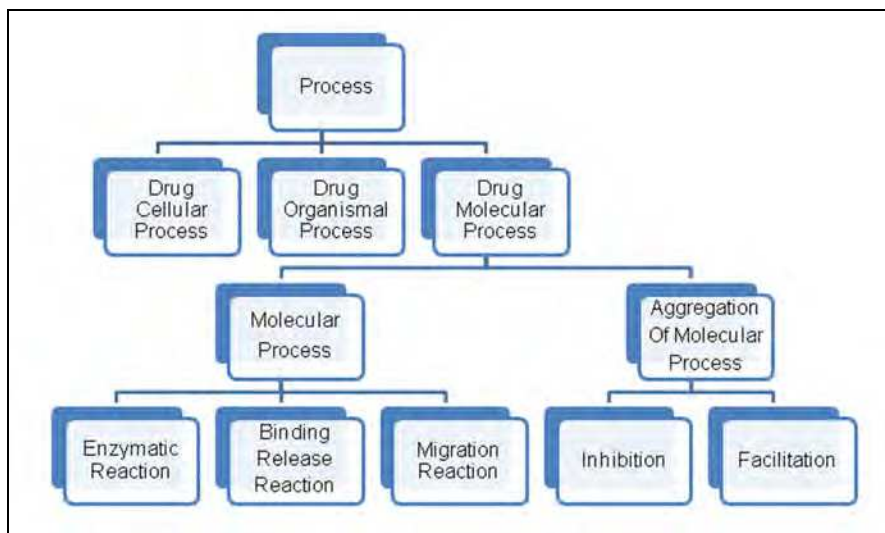 Process
Drug
Cellular
Process
Drug
Organismal
Process
Drug
Molecular
Process
Molecular
Process
Aggregation
Of Molecular
Process
Enzymatic
Reaction
Binding
Release
Reaction
Migration
Reaction
Inhibition
Facilitation